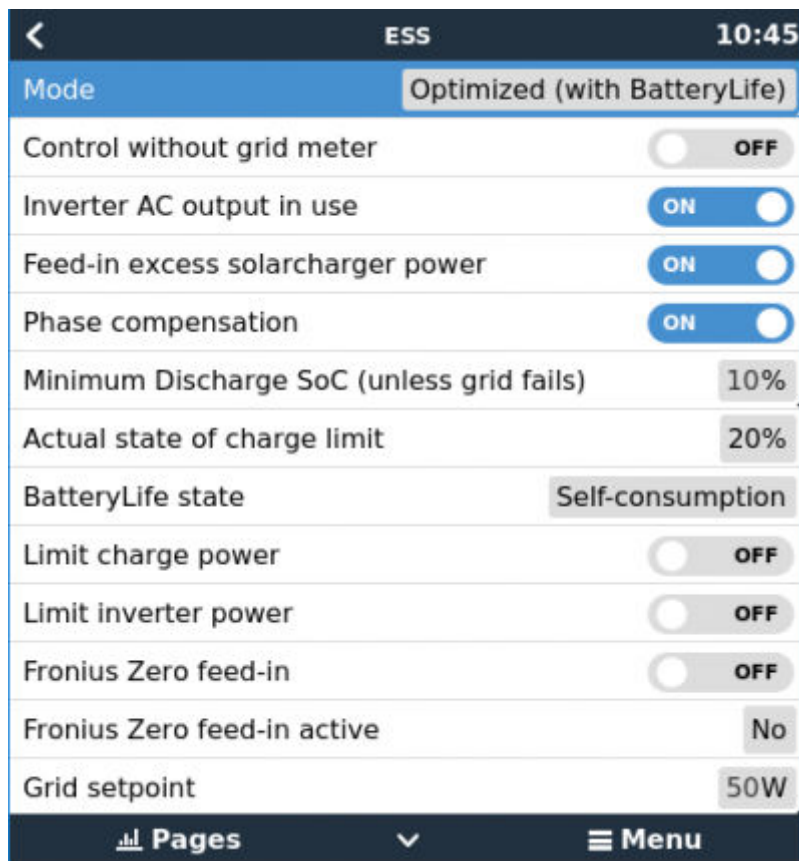 ESS 10:45
Mode Optimized (with BatteryLife)
Control without grid meter OFF
Inverter AC output in use ON
Feed-in excess solarcharger power ON
Phase compensation ON
Minimum Discharge SoC (unless grid fails) 10%
Actual state of charge limit 20%
BatteryLife state Self-consumption
Limit charge power OFF
Limit inverter power OFF
Fronius Zero feed-in OFF
Fronius Zero feed-in active No
Grid setpoint 50W
Pages Menu